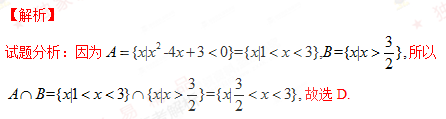 【解析】
试题分析：因为 A={x|x²-4x+3<0}={x|1<x<3},B={x|x>3/2},所以
A∩B={x|1<x<3}∩{x|x>3/2}={x|3/2<x<3},故选 D.